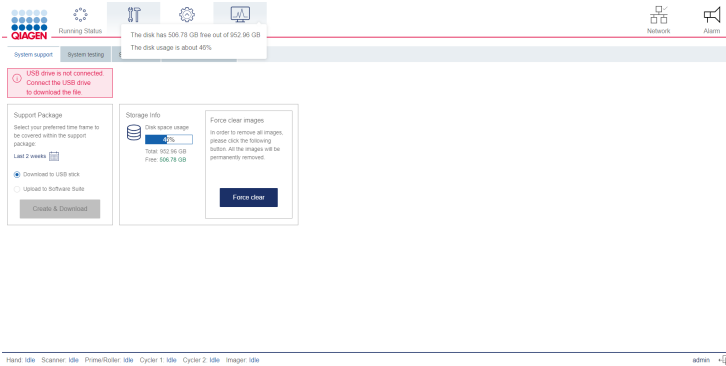 QIAGEN
Running Status
The disk has 506.78 GB free out of 952.96 GB
The disk usage is about 46%
Network
Alarm
System support
System testing
USB drive is not connected.
Connect the USB drive
to download the file.
Support Package
Select your preferred time frame to
be covered within the support
package:
Last 2 weeks
Download to USB stick
Upload to Software Suite
Create & Download
Storage Info
Disk space usage
46%
Total: 952.96 GB
Free: 506.78 GB
Force clear images
In order to remove all images,
please click the following
button. All the images will be
permanently removed.
Force clear
Hand: Idle Scanner: Idle Prime/Roller: Idle Cycler 1: Idle Cycler 2: Idle Imager: Idle
admin